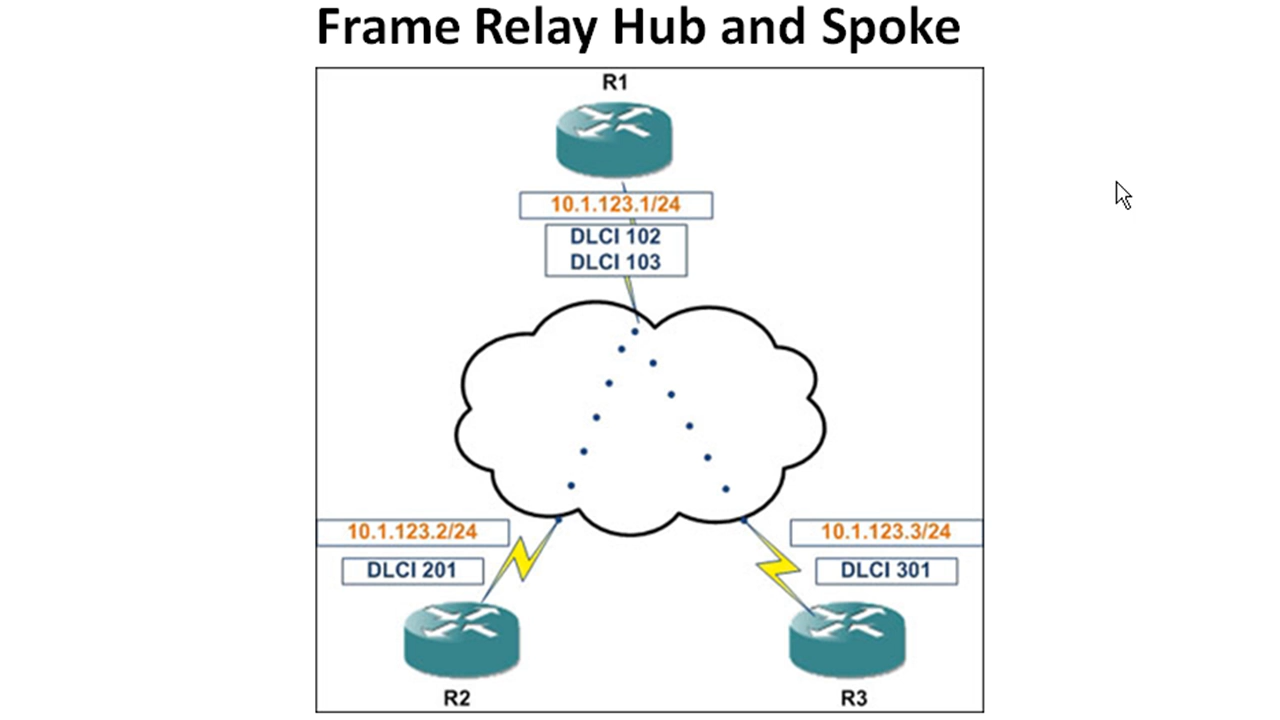 Frame Relay Hub and Spoke
R1
10.1.123.1/24
DLCI 102
DLCI 103
10.1.123.2/24
10.1.123.3/24
DLCI 201
DLCI 301
R2
R3